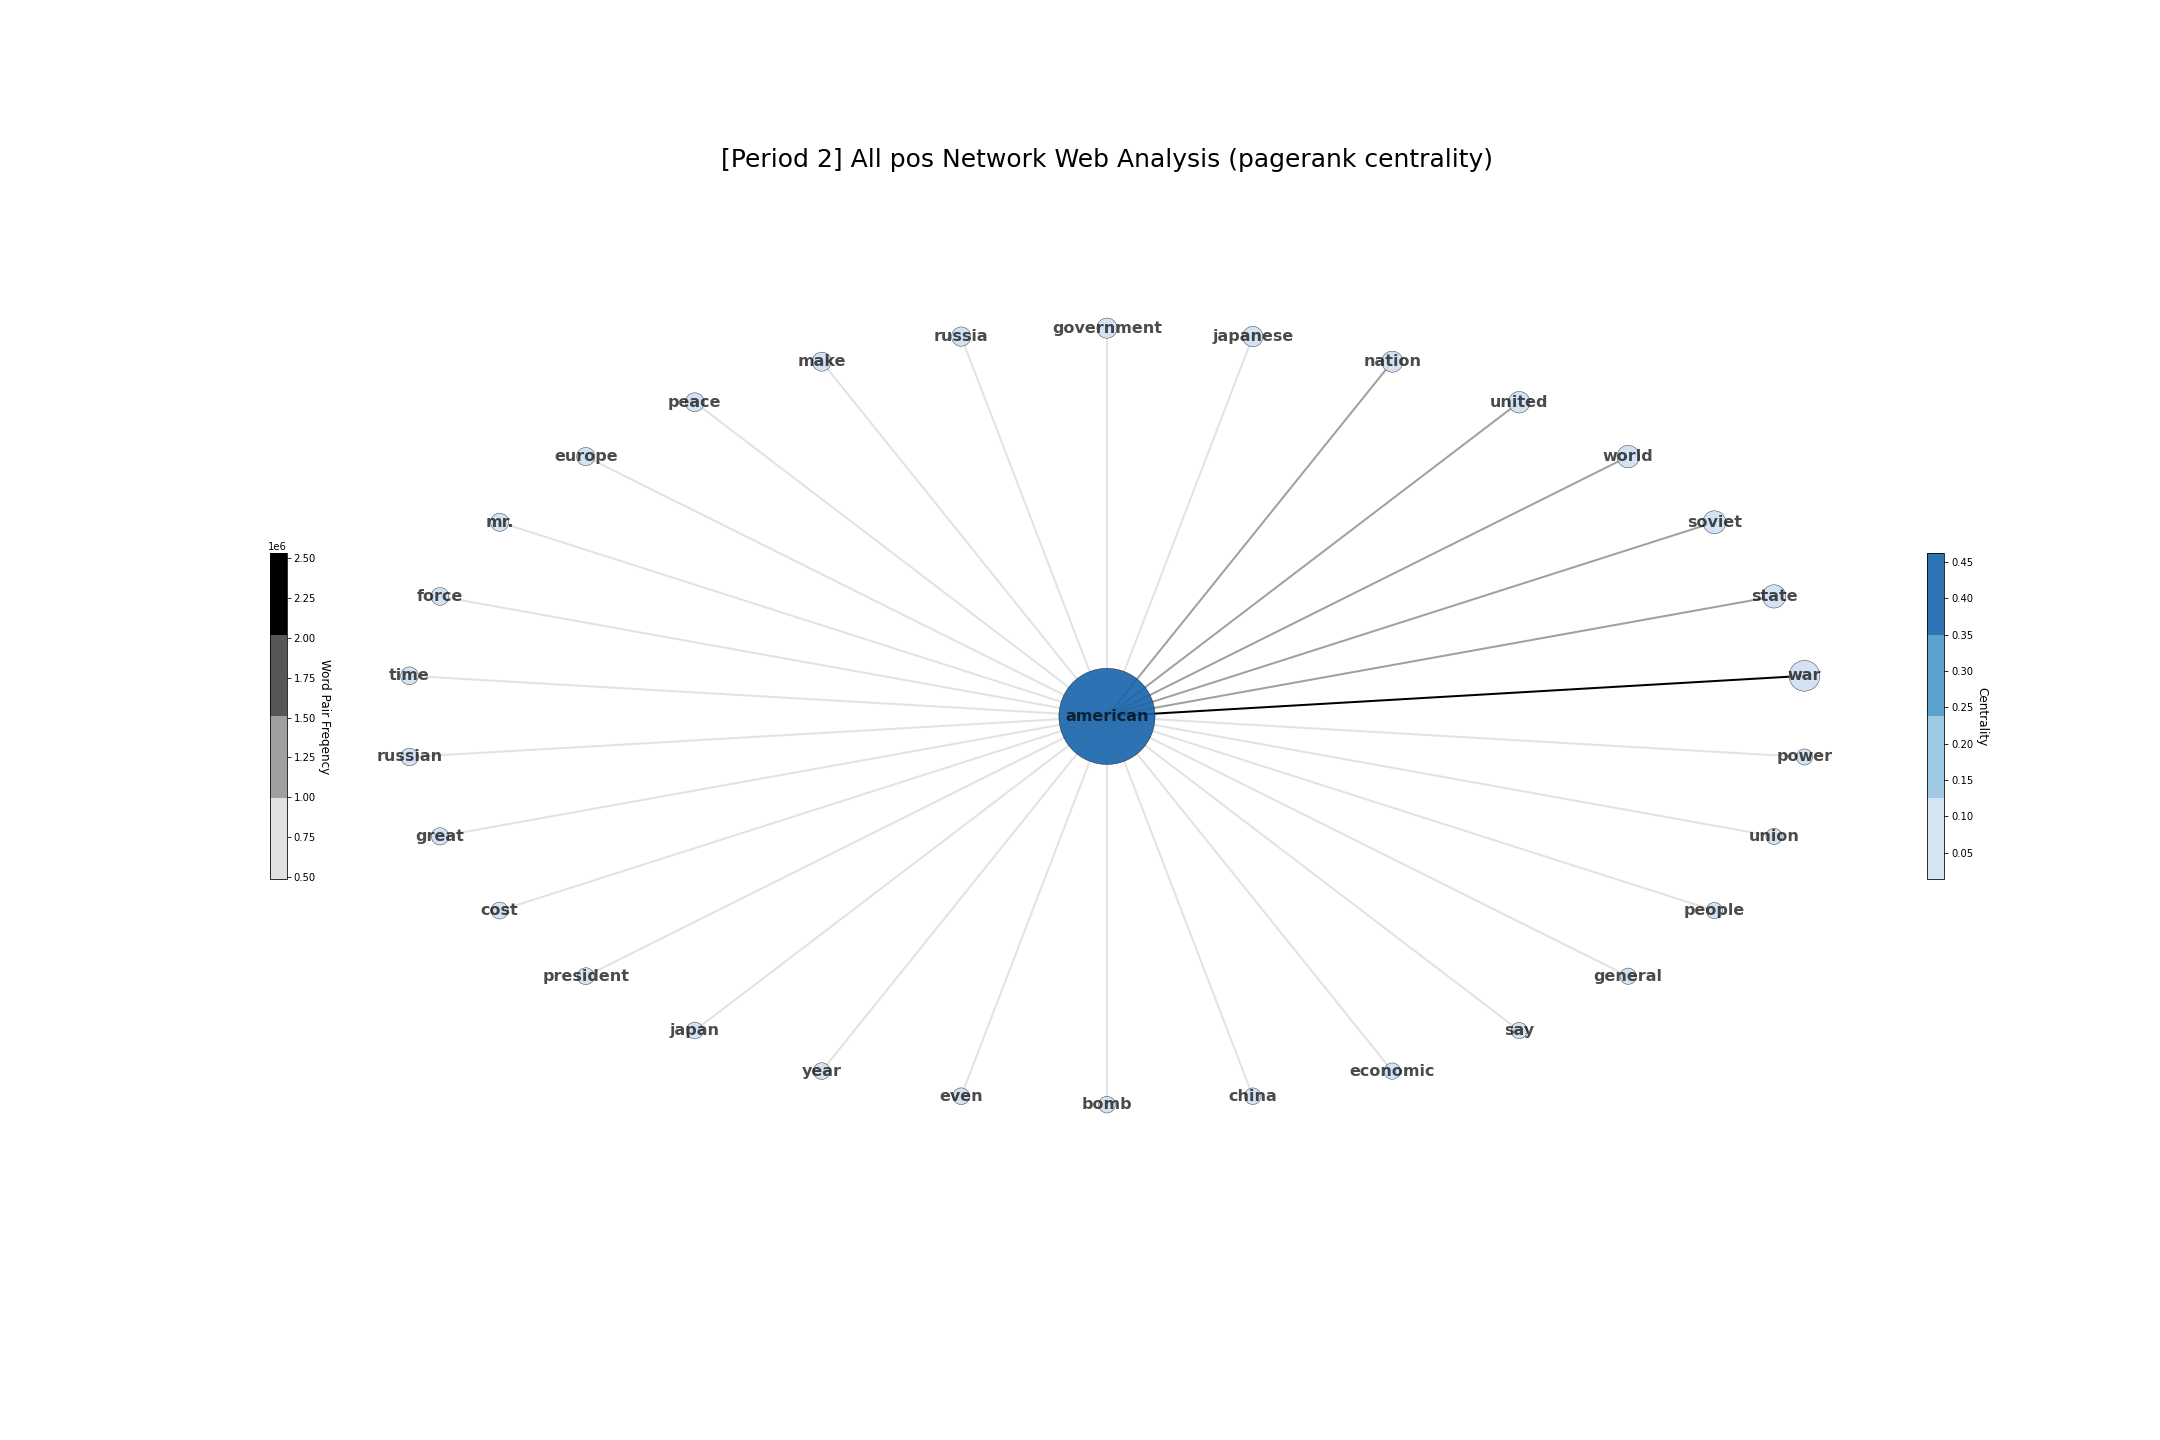 [Period 2] All pos Network Web Analysis (pagerank centrality)
government
russia
japanese
make
nation
peace
united
europe
world
mr.
soviet
1e6
2.50
2.25
2.00
1.75
1.50
1.25
1.00
0.75
0.50
Word Pair Freqency
force
state
time
war
american
russian
power
great
union
cost
people
president
general
japan
say
year
economic
even
china
bomb
0.45
0.40
0.35
0.30
0.25
0.20
0.15
0.10
0.05
Centrality